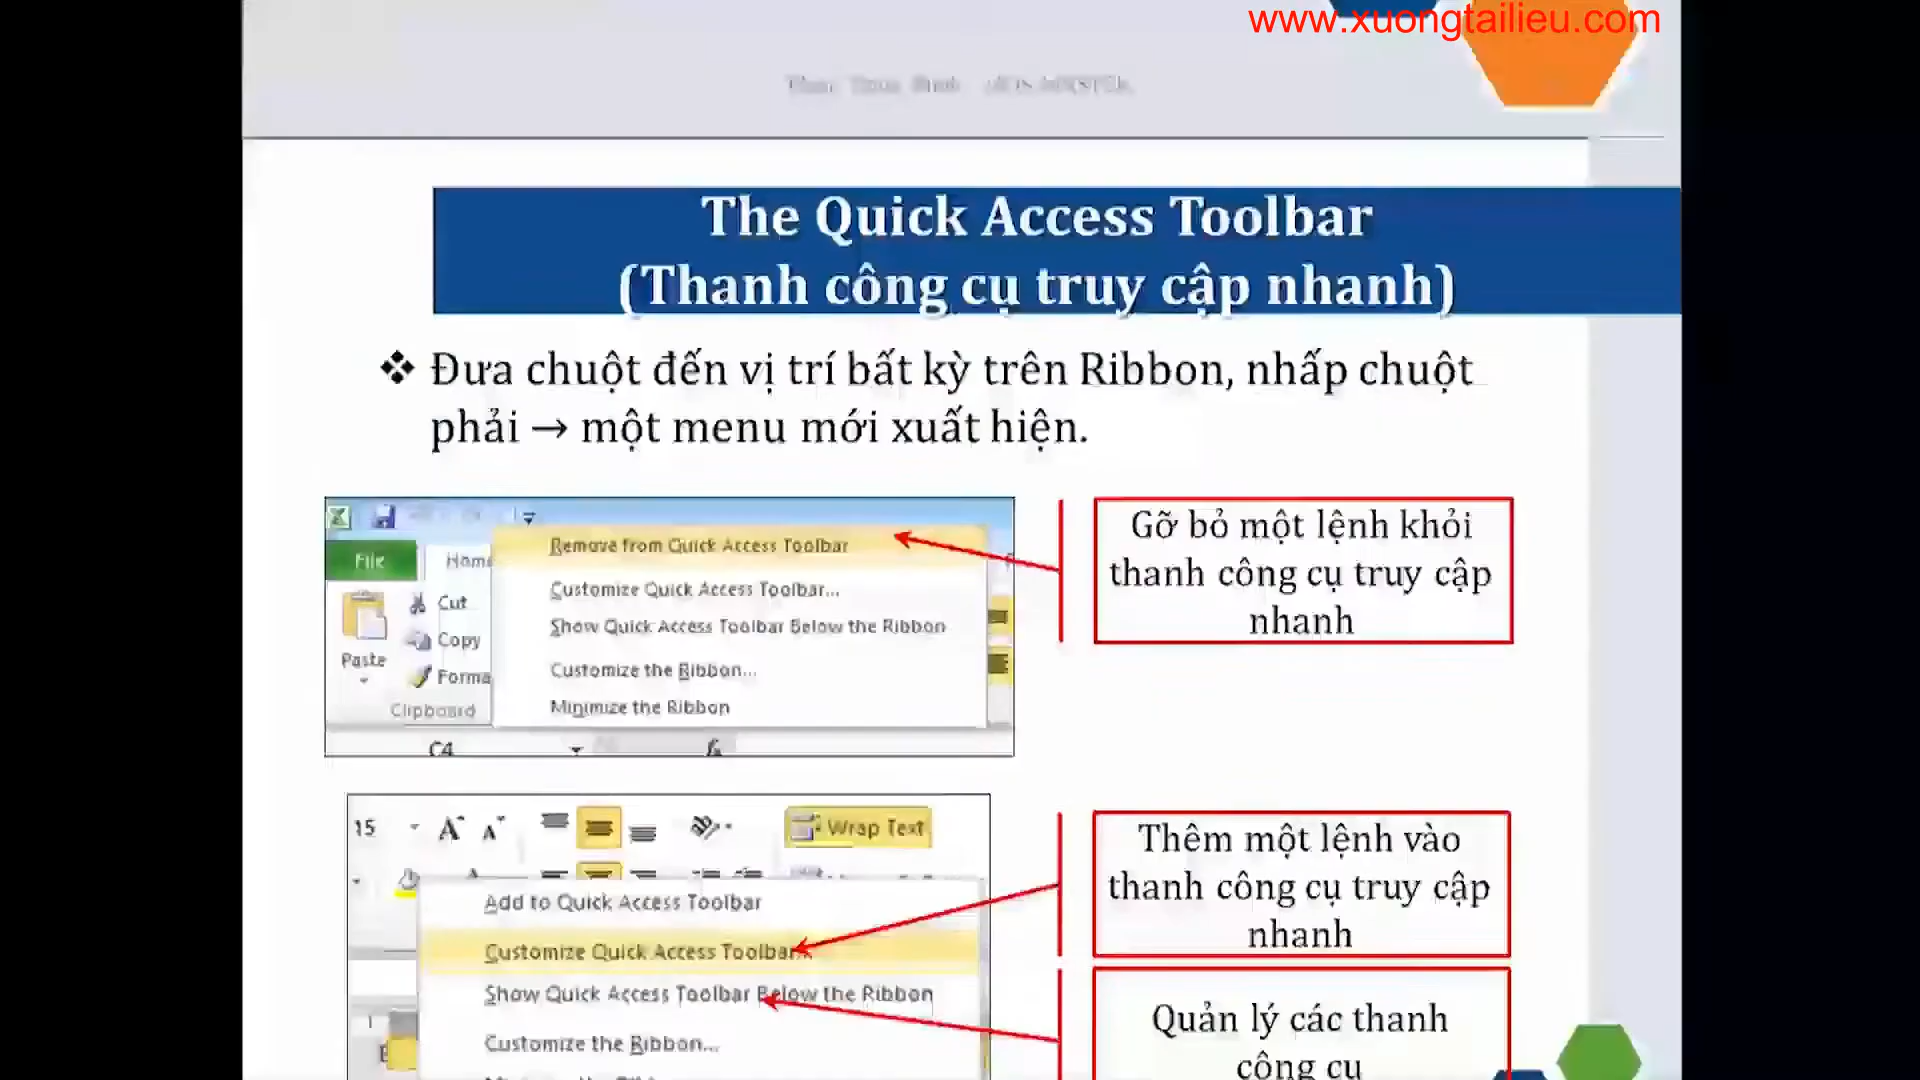 www.xuongtailieu.com
The Quick Access Toolbar
(Thanh công cụ truy cập nhanh)
❖ Đưa chuột đến vị trí bất kỳ trên Ribbon, nhấp chuột
phải → một menu mới xuất hiện.
Remove from Quick Access Toolbar
File
Home
Customize Quick Access Toolbar...
Cut
Show Quick Access Toolbar Below the Ribbon
Copy
Paste
Customize the Ribbon...
Forma
Clipboard
Minimize the Ribbon
C4
fx
Gỡ bỏ một lệnh khỏi
thanh công cụ truy cập
nhanh
15
Wrap Text
Add to Quick Access Toolbar
Customize Quick Access Toolbar...
Show Quick Access Toolbar Below the Ribbon
Customize the Ribbon...
Thêm một lệnh vào
thanh công cụ truy cập
nhanh
Quản lý các thanh
công cụ